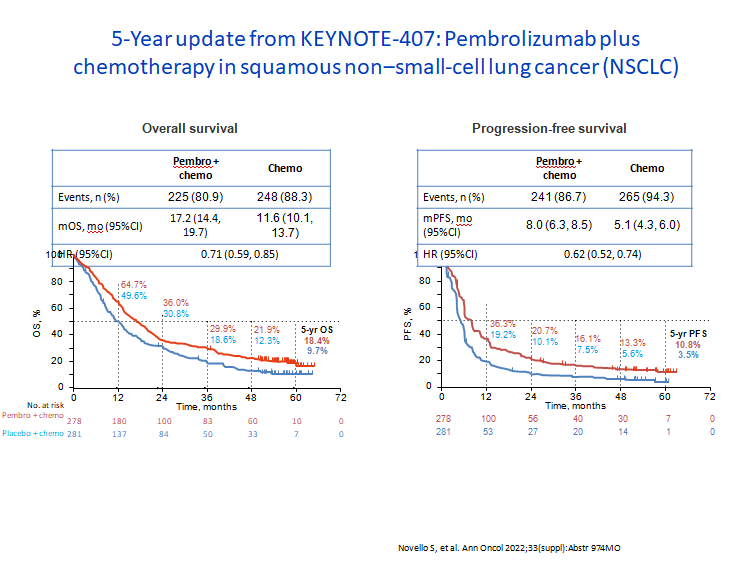 5-Year update from KEYNOTE-407: Pembrolizumab plus
chemotherapy in squamous non–small-cell lung cancer (NSCLC)
Overall survival
Pembro + chemo
Chemo
Events, n (%) 225 (80.9) 248 (88.3)
mOS, mo (95%CI) 17.2 (14.4, 19.7) 11.6 (10.1, 13.7)
HR (95%CI) 0.71 (0.59, 0.85)
100
80
60
40
20
0
OS, %
64.7%
49.6%
36.0%
30.8%
29.9%
18.6%
21.9%
12.3%
5-yr OS
18.4%
9.7%
0 12 24 36 48 60 72
Time, months
No. at risk
Pembro + chemo 278 180 100 83 60 10 0
Placebo + chemo 281 137 84 50 33 7 0
Progression-free survival
Pembro + chemo
Chemo
Events, n (%) 241 (86.7) 265 (94.3)
mPFS, mo (95%CI) 8.0 (6.3, 8.5) 5.1 (4.3, 6.0)
HR (95%CI) 0.62 (0.52, 0.74)
1
80
60
40
20
0
PFS, %
36.3%
19.2%
20.7%
10.1%
16.1%
7.5%
13.3%
5.6%
5-yr PFS
10.8%
3.5%
0 12 24 36 48 60 72
Time, months
278 100 56 40 30 7 0
281 53 27 20 14 1 0
Novello S, et al. Ann Oncol 2022;33(suppl):Abstr 974MO